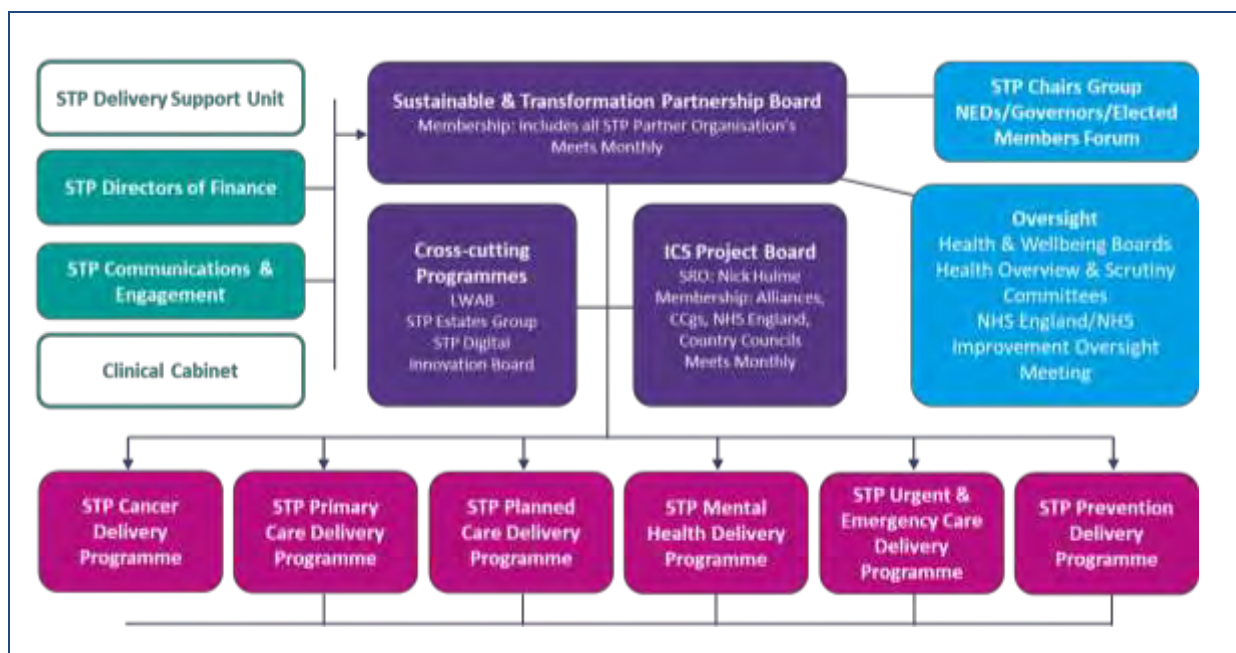 STP Delivery Support Unit
STP Directors of Finance
STP Communications &
Engagement
Clinical Cabinet
Sustainable & Transformation Partnership Board
Membership: includes all STP Partner Organisation's
Meets Monthly
STP Chairs Group
NEDs/Governors/Elected
Members Forum
Cross-cutting
Programmes
LWAB
STP Estates Group
STP Digital
Innovation Board
ICS Project Board
SRO: Nick Hulme
Membership: Alliances,
CCgs, NHS England,
Country Councils
Meets Monthly
Oversight
Health & Wellbeing Boards
Health Overview & Scrutiny
Committees
NHS England/NHS
Improvement Oversight
Meeting
STP Cancer
Delivery
Programme
STP Primary
Care Delivery
Programme
STP Planned
Care Delivery
Programme
STP Mental
Health Delivery
Programme
STP Urgent &
Emergency Care
Delivery
Programme
STP Prevention
Delivery
Programme